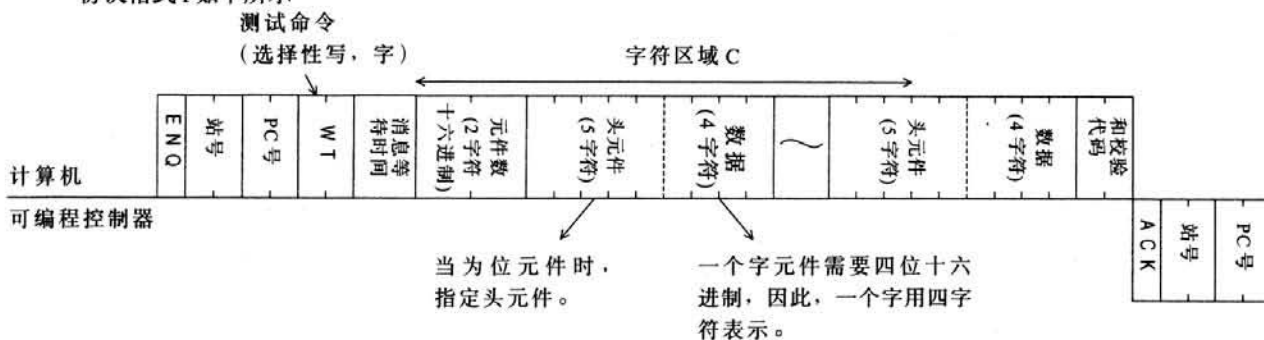 测试命令
(选择性写，字)
字符区域 C
ENQ
站号
PC号
WT
消息等
待时间
元件数
(2字符
十六进制)
头元件
(5字符)
数据
(4字符)
头元件
(5字符)
数据
(4字符)
和校验
代码
计算机
可编程控制器
ACK
站号
PC号
当为位元件时，
指定头元件。
一个字元件需要四位十六
进制，因此，一个字用四字
符表示。